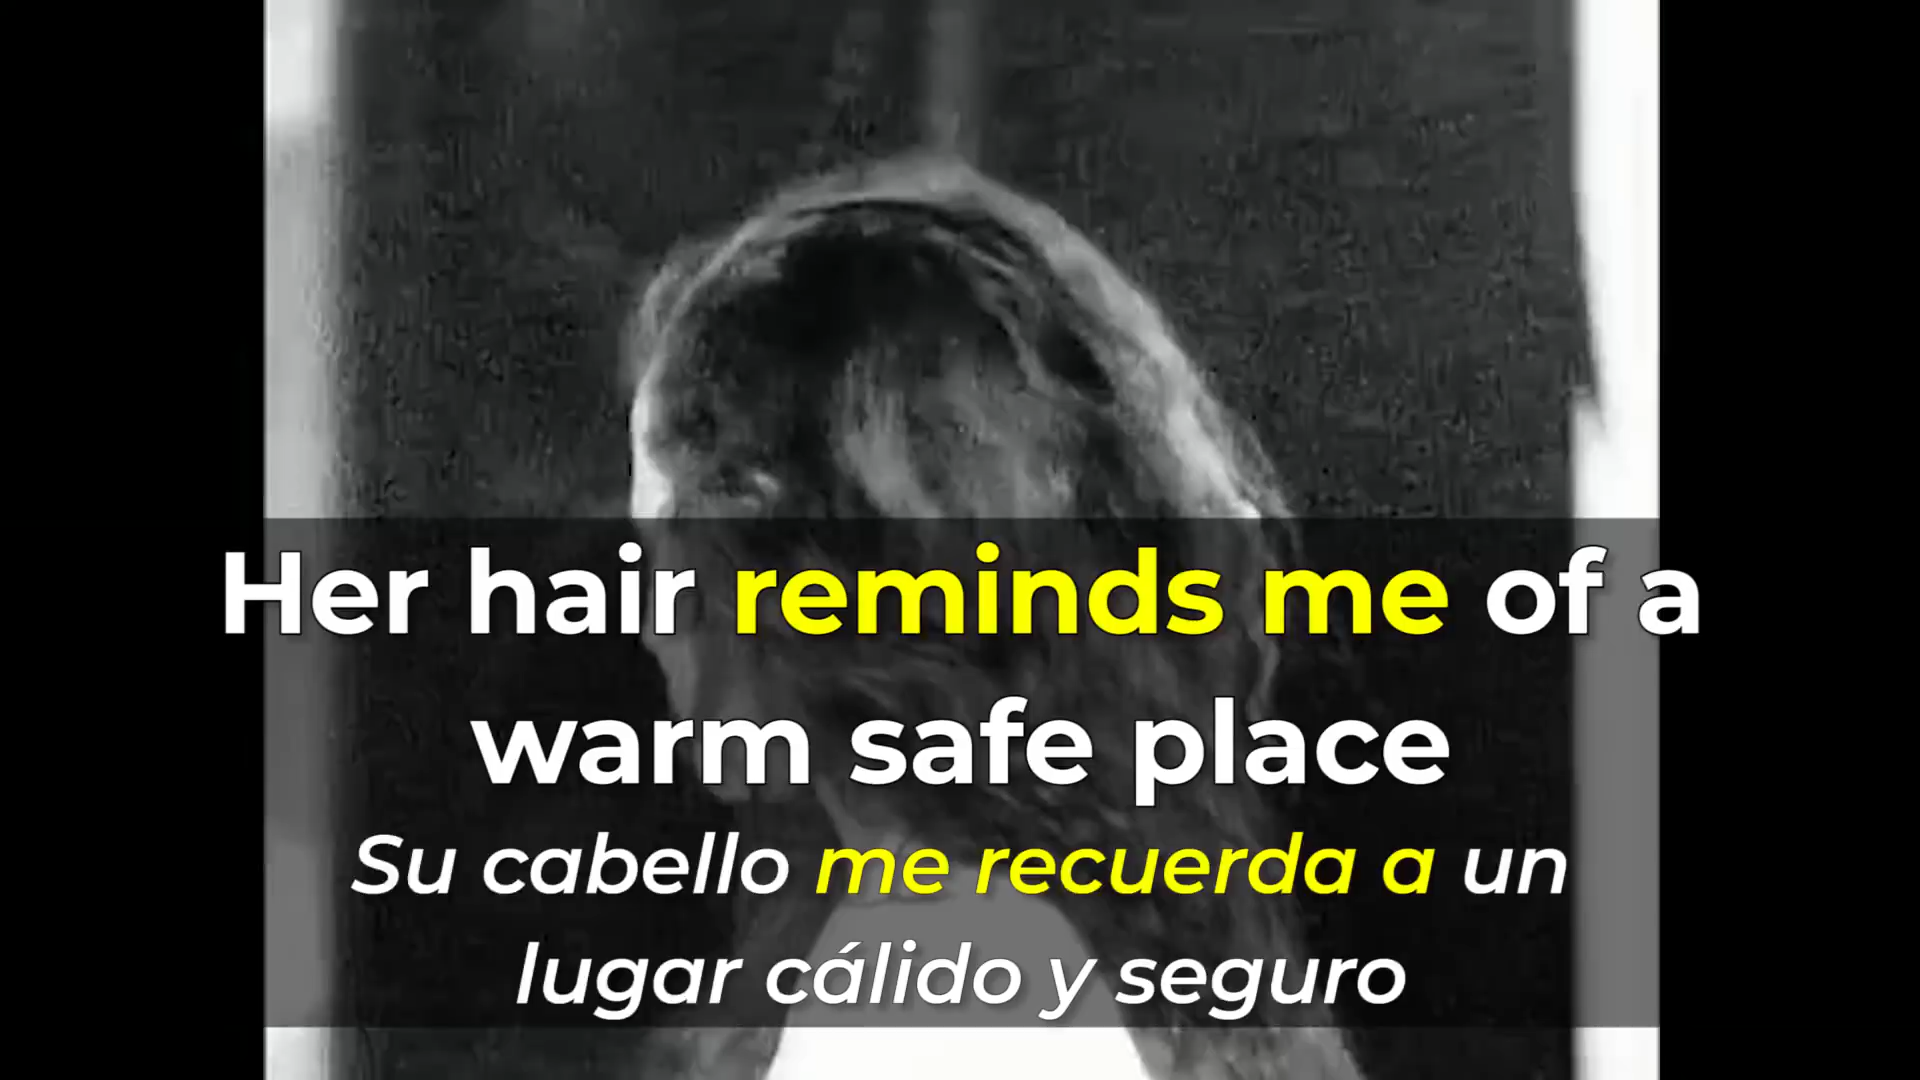 Her hair reminds me of a
warm safe place
Su cabello me recuerda a un
lugar cálido y seguro